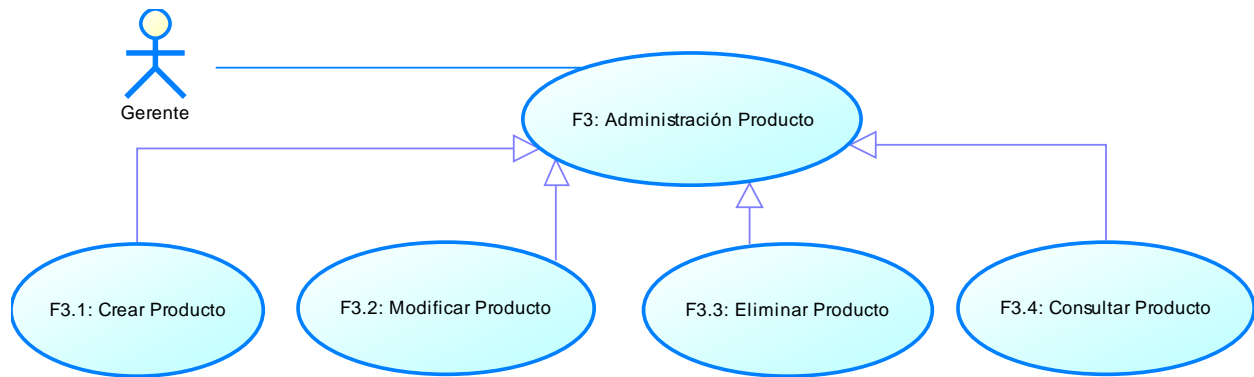 Gerente
F3: Administración Producto
F3.1: Crear Producto
F3.2: Modificar Producto
F3.3: Eliminar Producto
F3.4: Consultar Producto